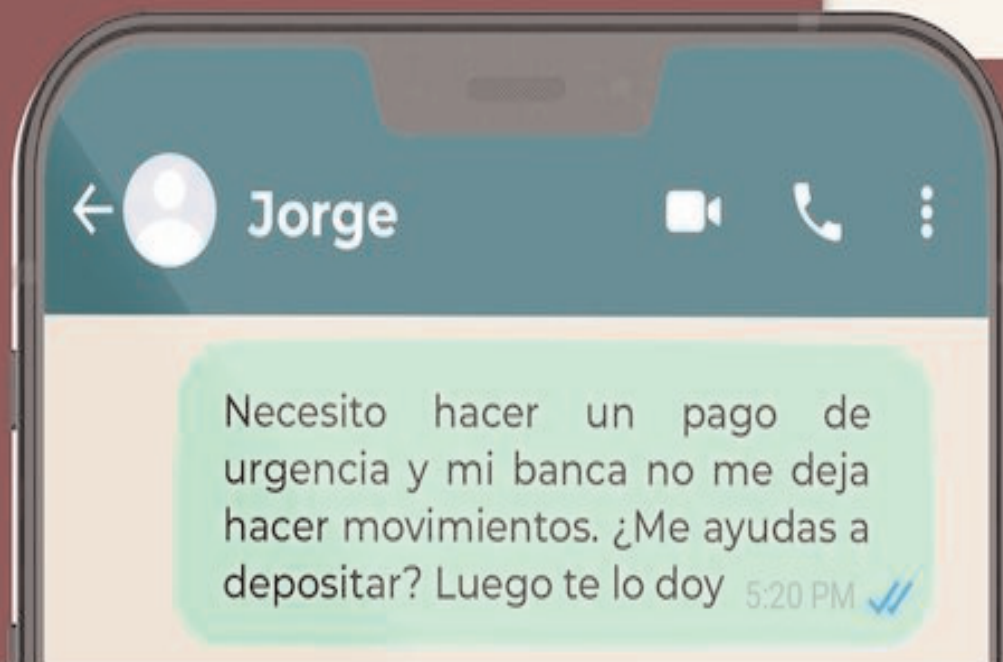 Jorge
Necesito hacer un pago de
urgencia y mi banca no me deja
hacer movimientos. ¿Me ayudas a
depositar? Luego te lo doy 5:20 PM